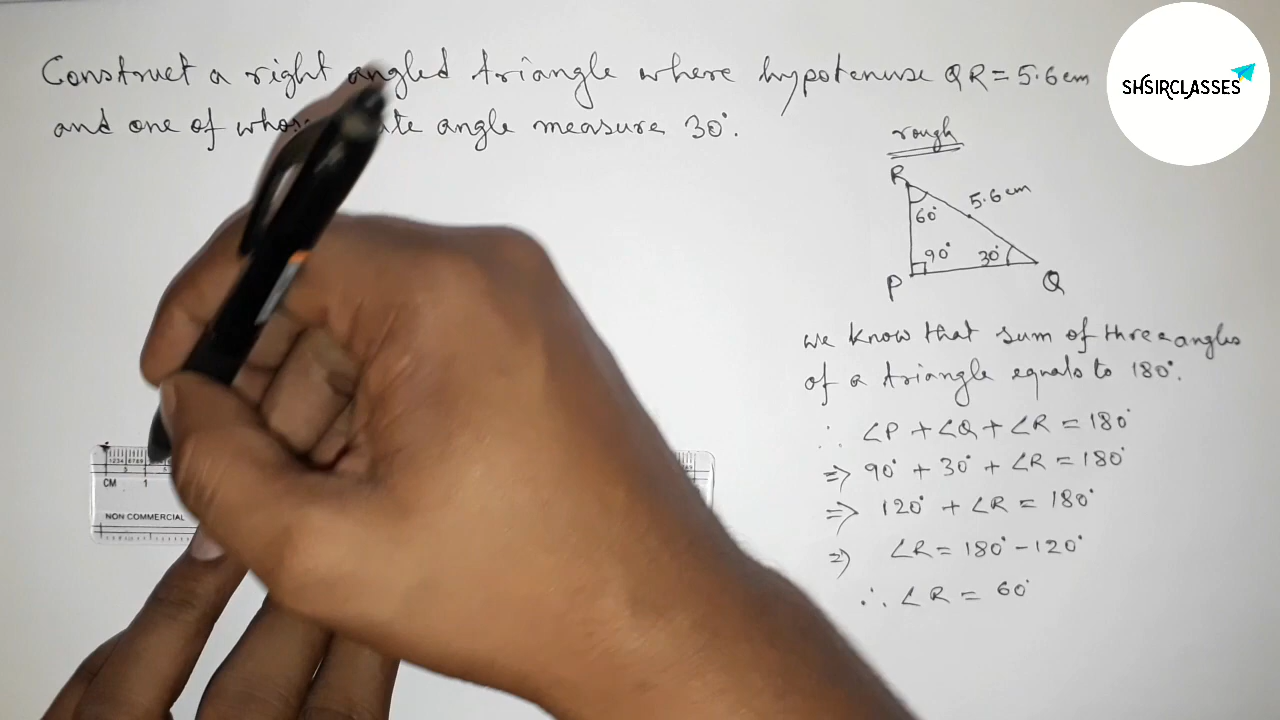 Construct a right angled triangle where hypotenuse QR = 5.6 cm
and one of angle measure 30°.
SHSIRCLASSES
rough
R
5.6 cm
60°
90° 30°
P Q
we know that sum of three angles
of a triangle equals to 180°.
∴ ∠P + ∠Q + ∠R = 180°
⇒ 90° + 30° + ∠R = 180°
⇒ 120° + ∠R = 180°
⇒ ∠R = 180° - 120°
∴ ∠R = 60°
CM 1
NON COMMERCIAL